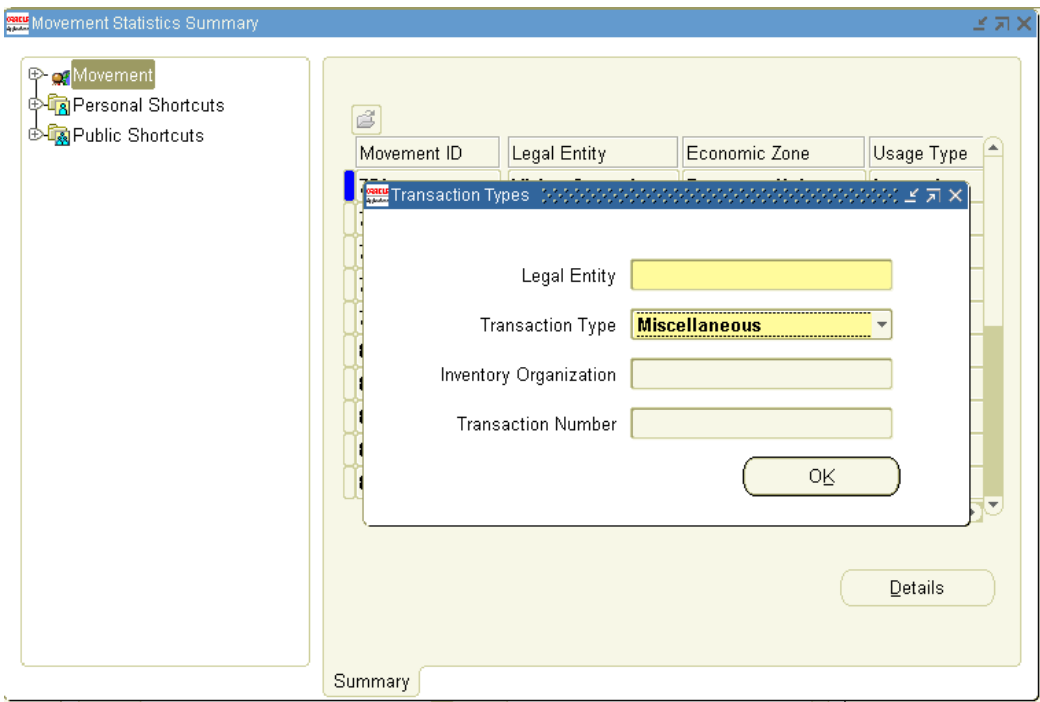 Movement Statistics Summary
Movement
Personal Shortcuts
Public Shortcuts
Movement ID Legal Entity Economic Zone Usage Type
Transaction Types
Legal Entity
Transaction Type Miscellaneous
Inventory Organization
Transaction Number
OK
Details
Summary